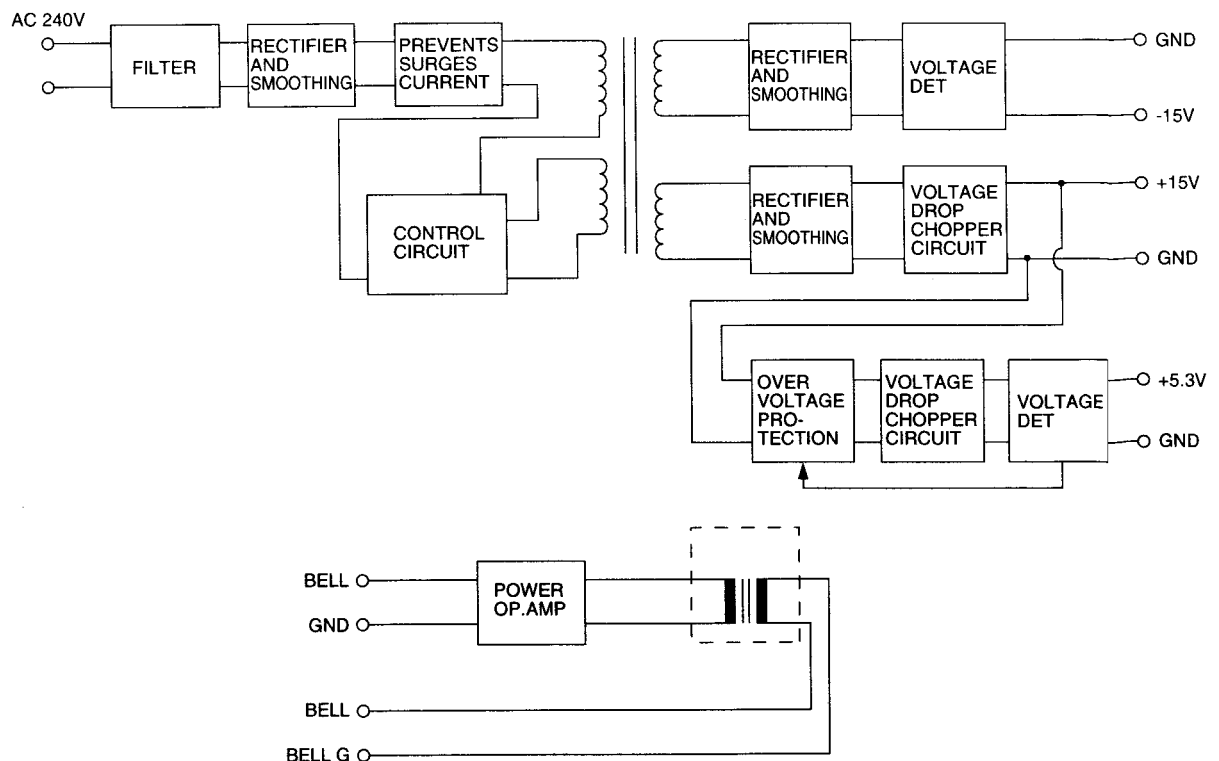 AC 240V
FILTER
RECTIFIER
AND
SMOOTHING
PREVENTS
SURGES
CURRENT
CONTROL
CIRCUIT
RECTIFIER
AND
SMOOTHING
VOLTAGE
DET
GND
-15V
RECTIFIER
AND
SMOOTHING
VOLTAGE
DROP
CHOPPER
CIRCUIT
+15V
GND
OVER
VOLTAGE
PRO-
TECTION
VOLTAGE
DROP
CHOPPER
CIRCUIT
VOLTAGE
DET
+5.3V
GND
BELL
GND
POWER
OP.AMP
BELL
BELL G